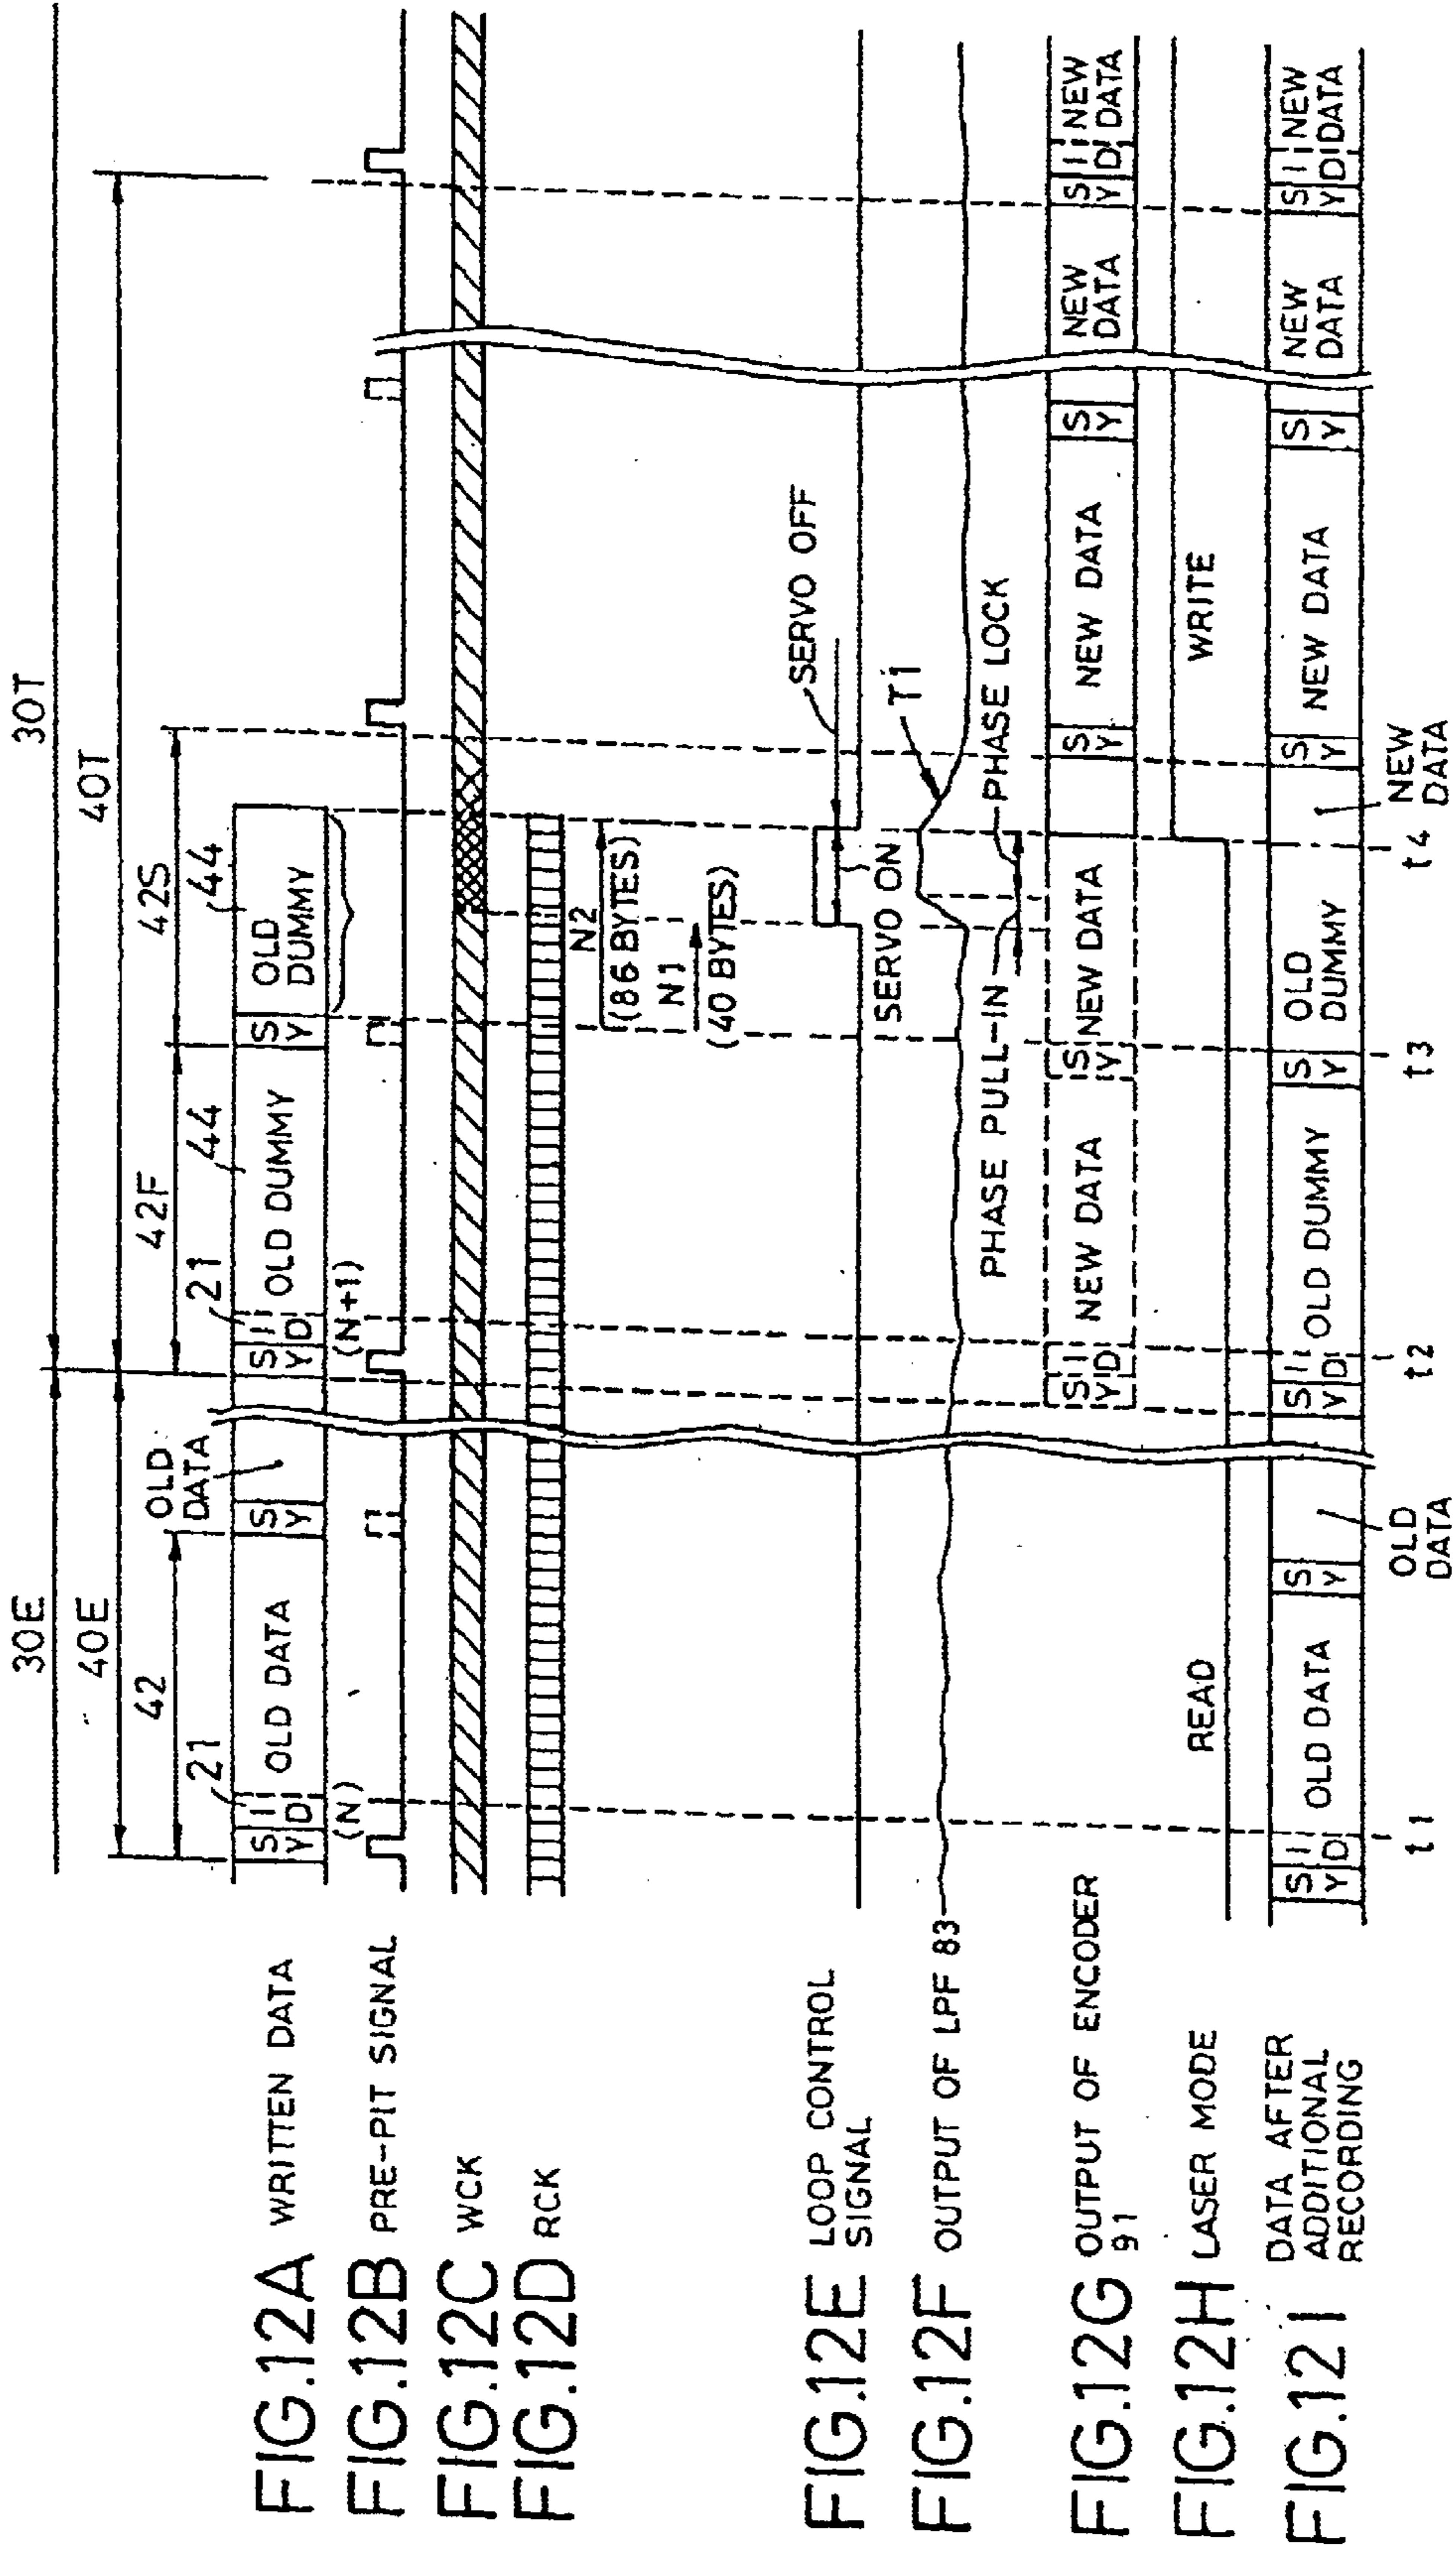 30E
30T
40E
40T
42
42F
42S
21
OLD
DATA
21
44
44
FIG.12A WRITTEN DATA
SY
ID
OLD DATA
SY
SY
ID
OLD DUMMY
SY
OLD
DUMMY
FIG.12B PRE-PIT SIGNAL
(N)
(N+1)
FIG.12C WCK
FIG.12D RCK
N2
(86 BYTES)
N1
(40 BYTES)
FIG.12E LOOP CONTROL
SIGNAL
SERVO ON
SERVO OFF
FIG.12F OUTPUT OF LPF 83
T1
PHASE PULL-IN
PHASE LOCK
FIG.12G OUTPUT OF ENCODER
91
SY
ID
NEW DATA
SY
NEW DATA
SY
NEW DATA
SY
NEW
DATA
SY
ID
NEW
DATA
FIG.12H LASER MODE
READ
WRITE
FIG.12I DATA AFTER
ADDITIONAL
RECORDING
SY
ID
OLD DATA
SY
SY
ID
OLD DUMMY
SY
OLD
DUMMY
SY
NEW DATA
SY
NEW
DATA
SY
ID
NEW
DATA
OLD
DATA
NEW
DATA
t1
t2
t3
t4